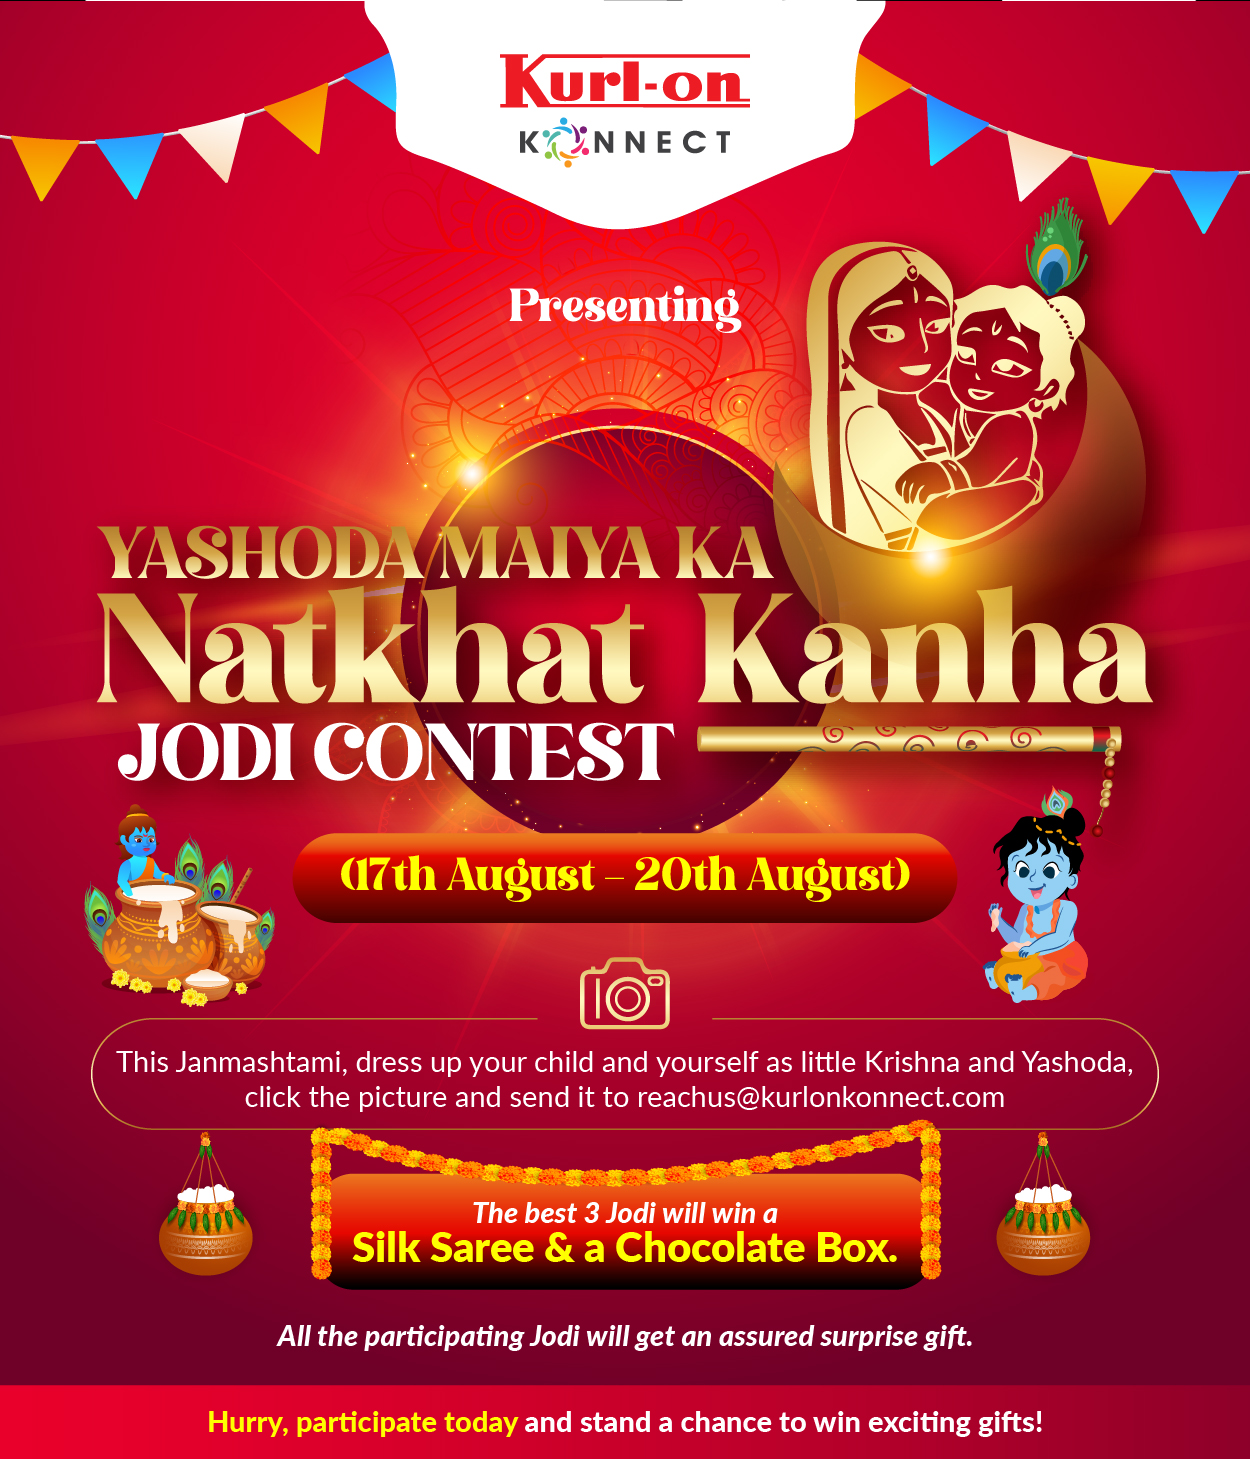 Kurl-on
KONNECT
Presenting
YASHODA MAIYA KA
Natkhat Kanha
JODI CONTEST
(17th August – 20th August)
This Janmashtami, dress up your child and yourself as little Krishna and Yashoda,
click the picture and send it to reachus@kurlonkonnect.com
The best 3 Jodi will win a
Silk Saree & a Chocolate Box.
All the participating Jodi will get an assured surprise gift.
Hurry, participate today and stand a chance to win exciting gifts!